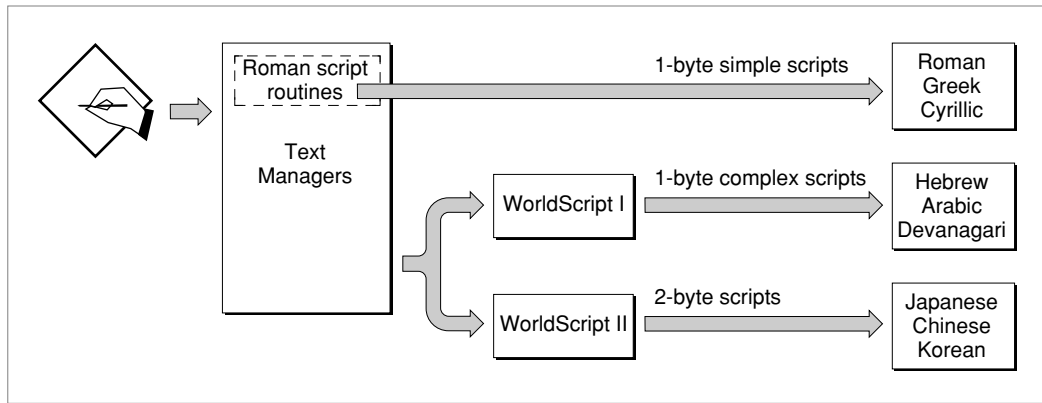 Roman script
routines
Text
Managers
1-byte simple scripts
Roman
Greek
Cyrillic
WorldScript I
1-byte complex scripts
Hebrew
Arabic
Devanagari
WorldScript II
2-byte scripts
Japanese
Chinese
Korean